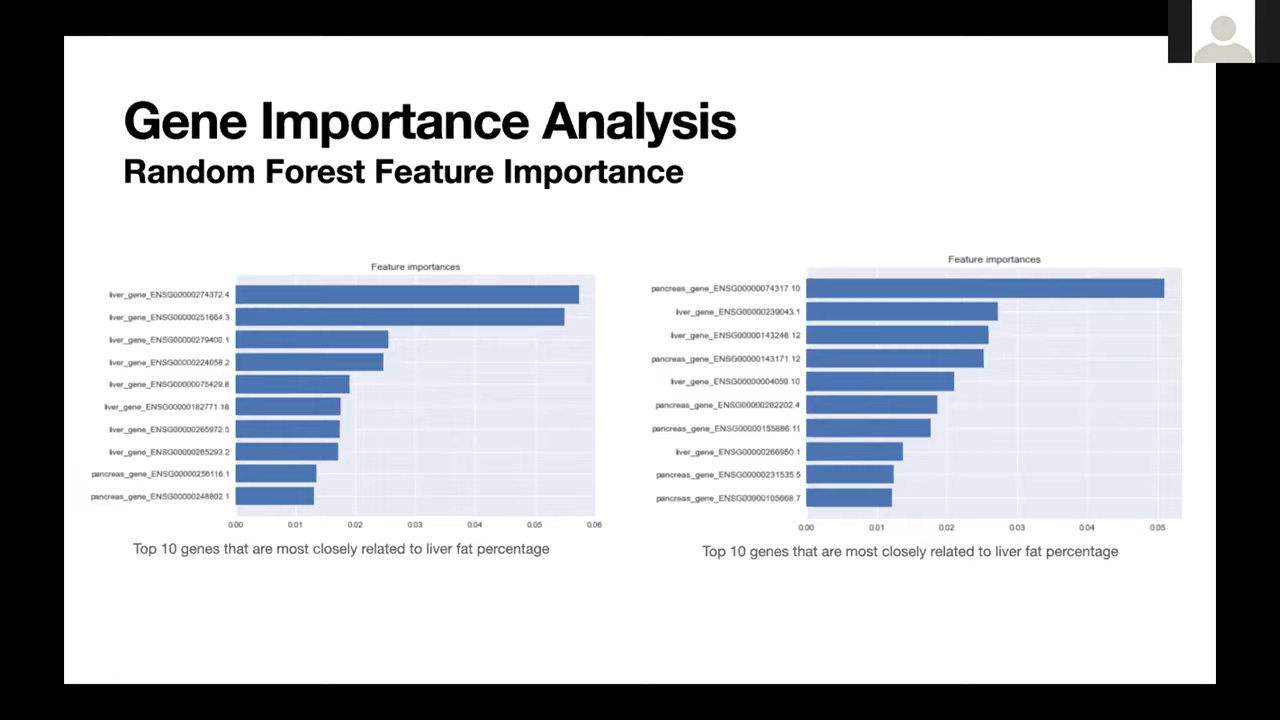 Gene Importance Analysis
Random Forest Feature Importance
Feature importances
liver_gene_ENSG00000274372.4
liver_gene_ENSG00000251664.3
liver_gene_ENSG00000279400.1
liver_gene_ENSG00000224058.2
liver_gene_ENSG00000075429.8
liver_gene_ENSG00000182771.18
liver_gene_ENSG00000265972.5
liver_gene_ENSG00000285293.2
pancreas_gene_ENSG00000256116.1
pancreas_gene_ENSG00000248802.1
0.00 0.01 0.02 0.03 0.04 0.05 0.06
Top 10 genes that are most closely related to liver fat percentage
Feature importances
pancreas_gene_ENSG00000074317.10
liver_gene_ENSG00000239043.1
liver_gene_ENSG00000143248.12
pancreas_gene_ENSG00000143171.12
liver_gene_ENSG00000004059.10
pancreas_gene_ENSG00000262202.4
pancreas_gene_ENSG00000155886.11
liver_gene_ENSG00000266950.1
pancreas_gene_ENSG00000231535.5
pancreas_gene_ENSG00000105668.7
0.00 0.01 0.02 0.03 0.04 0.05
Top 10 genes that are most closely related to liver fat percentage